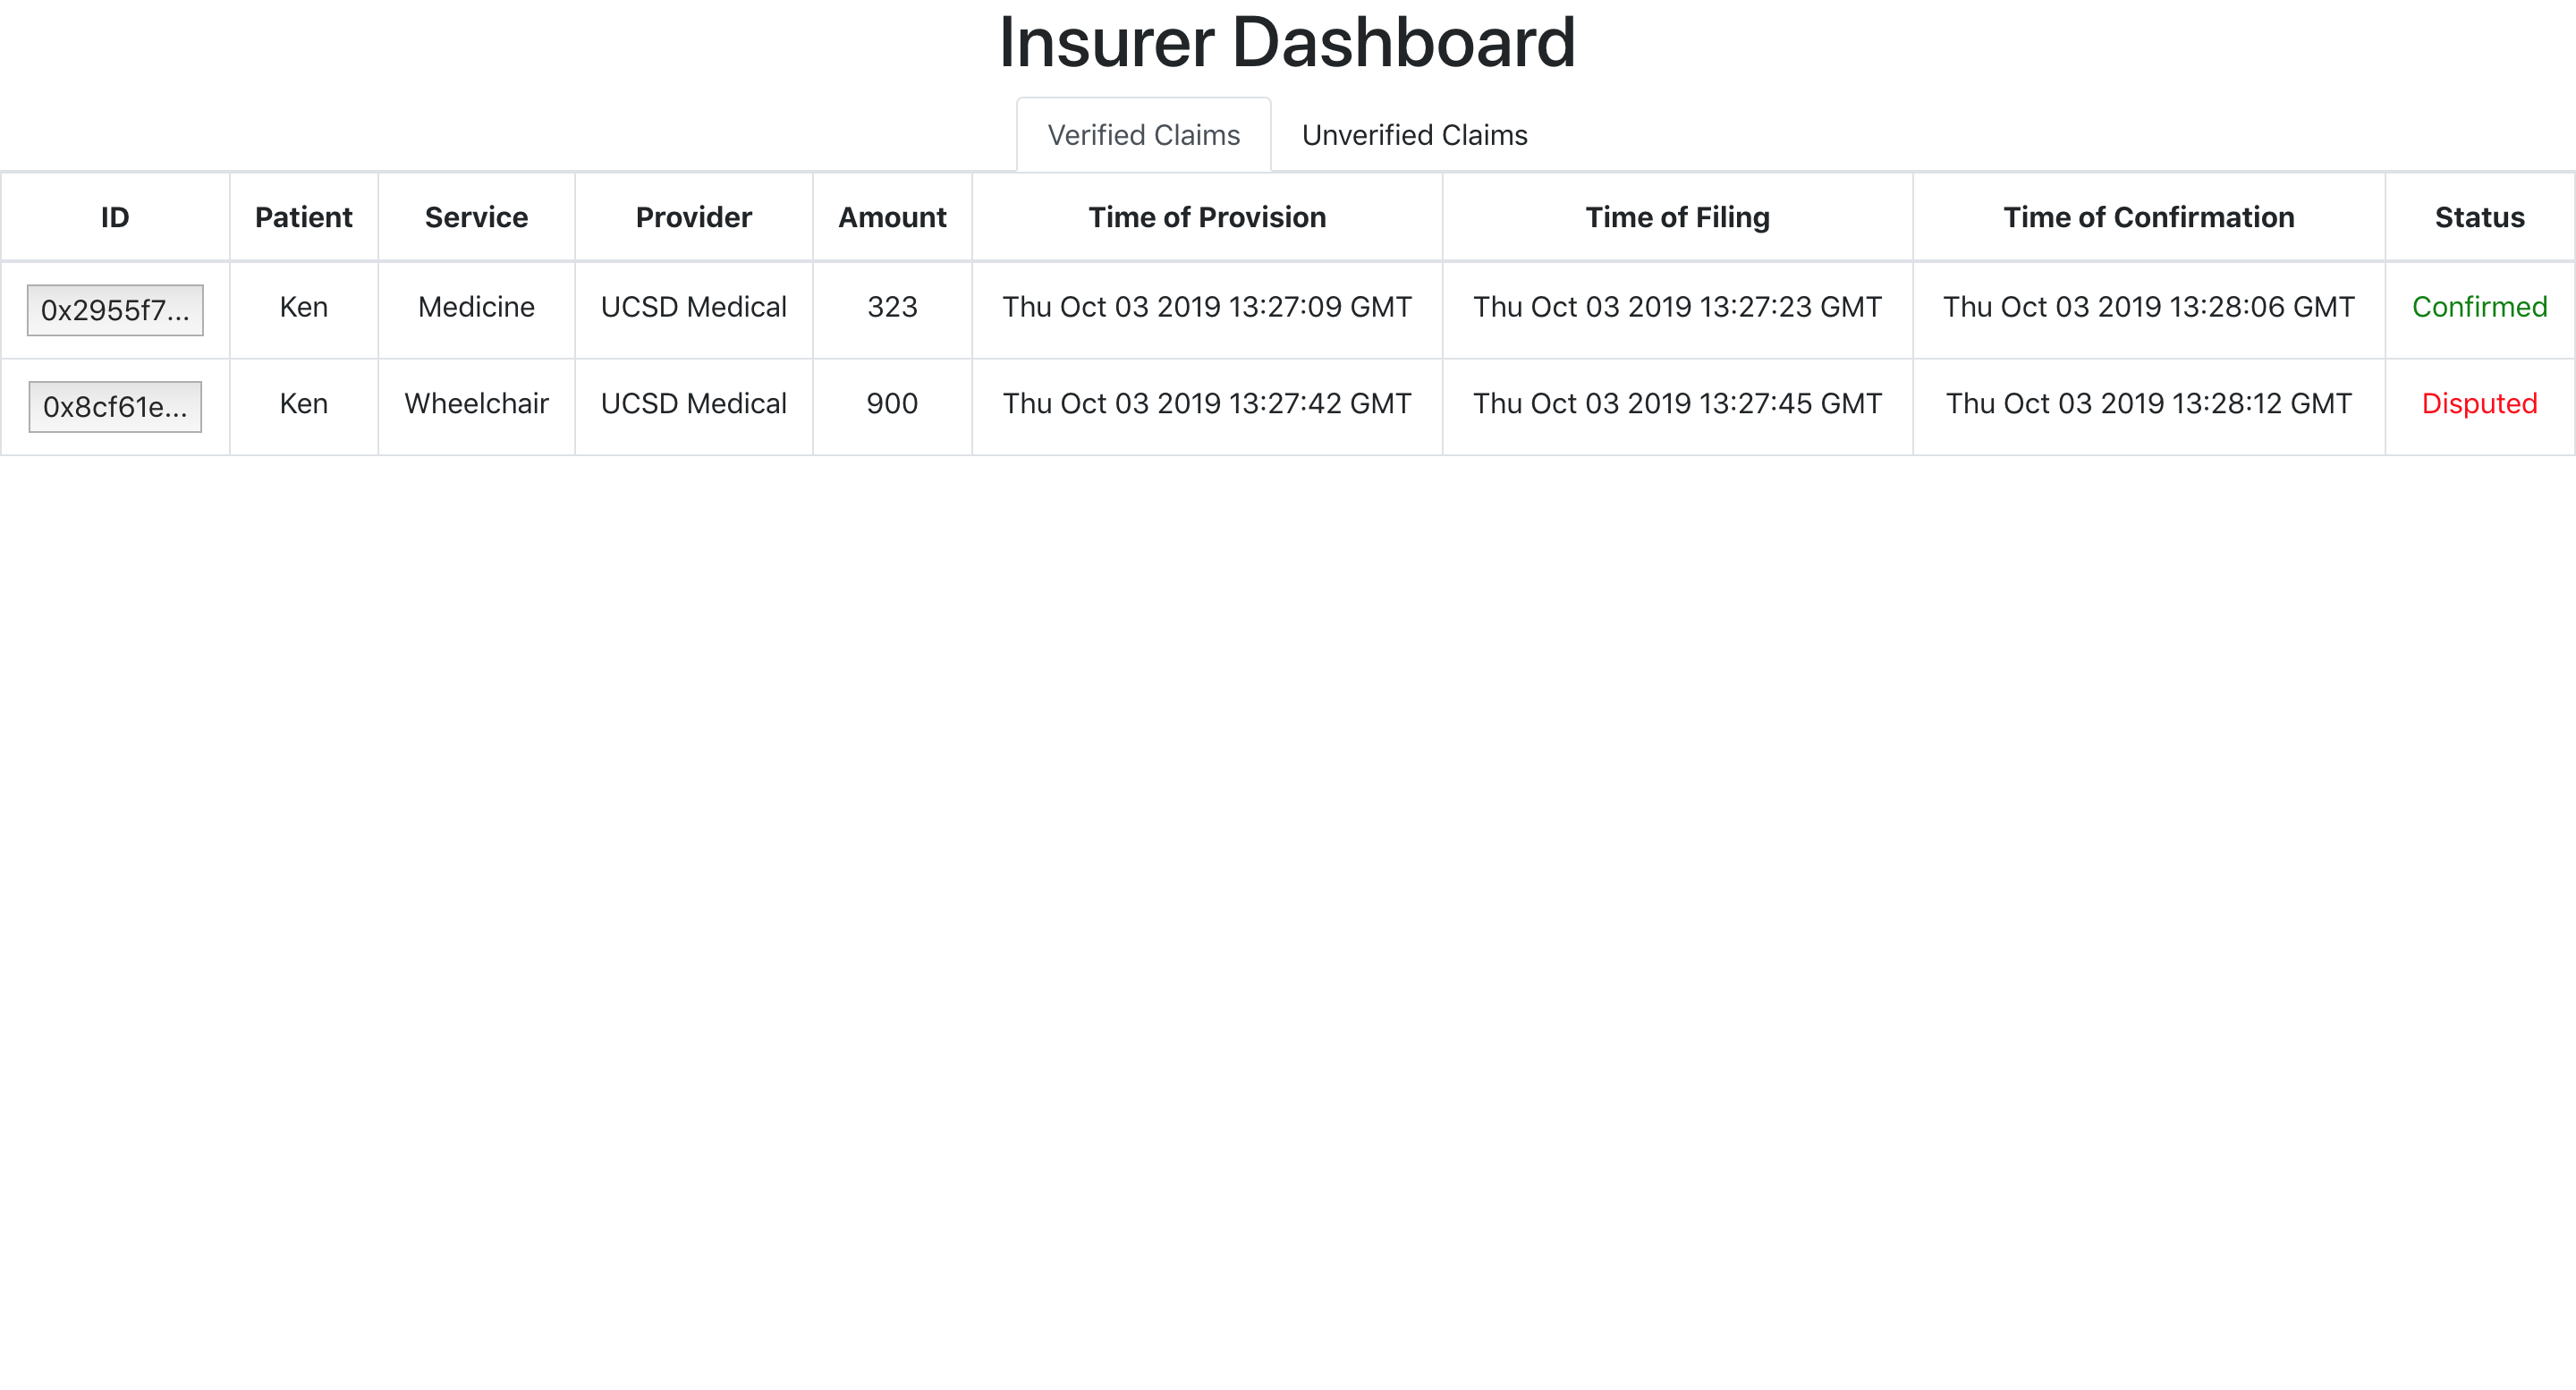 Insurer Dashboard
Verified Claims Unverified Claims
ID Patient Service Provider Amount Time of Provision Time of Filing Time of Confirmation Status
0x2955f7... Ken Medicine UCSD Medical 323 Thu Oct 03 2019 13:27:09 GMT Thu Oct 03 2019 13:27:23 GMT Thu Oct 03 2019 13:28:06 GMT Confirmed
0x8cf61e... Ken Wheelchair UCSD Medical 900 Thu Oct 03 2019 13:27:42 GMT Thu Oct 03 2019 13:27:45 GMT Thu Oct 03 2019 13:28:12 GMT Disputed